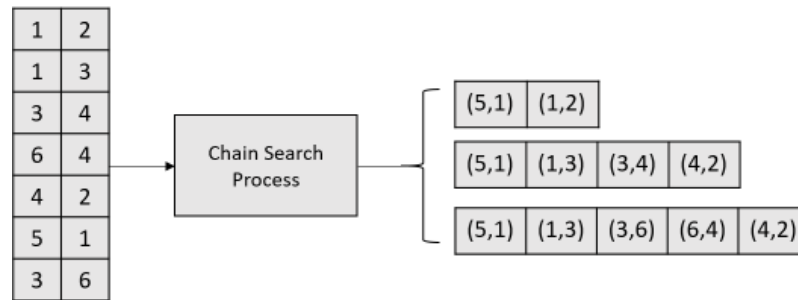 1 2
1 3
3 4
6 4
4 2
5 1
3 6
Chain Search
Process
(5,1) (1,2)
(5,1) (1,3) (3,4) (4,2)
(5,1) (1,3) (3,6) (6,4) (4,2)